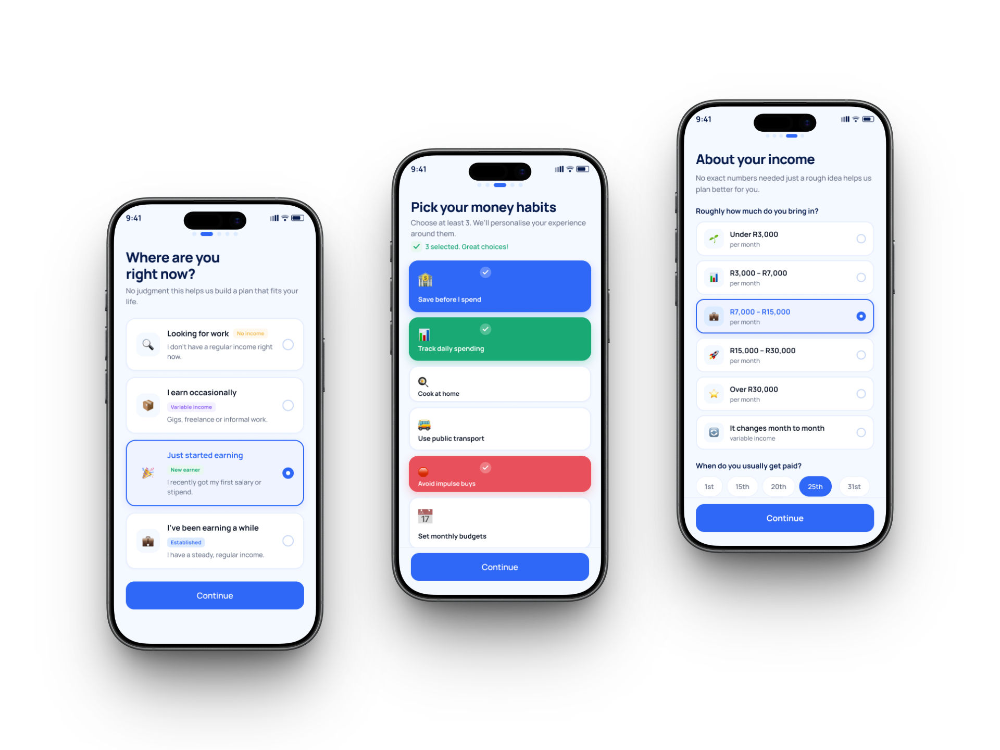 9:41
Where are you
right now?
No judgment this helps us build a plan that fits your
life.
Looking for work No income
I don't have a regular income right
now.
I earn occasionally
Variable income
Gigs, freelance or informal work.
Just started earning
New earner
I recently got my first salary or
stipend.
I've been earning a while
Established
I have a steady, regular income.
Continue
9:41
Pick your money habits
Choose at least 3. We'll personalise your experience
around them.
3 selected. Great choices!
Save before I spend
Track daily spending
Cook at home
Use public transport
Avoid impulse buys
17
Set monthly budgets
Continue
9:41
About your income
No exact numbers needed just a rough idea helps us
plan better for you.
Roughly how much do you bring in?
Under R3,000
per month
R3,000 – R7,000
per month
R7,000 – R15,000
per month
R15,000 – R30,000
per month
Over R30,000
per month
It changes month to month
variable income
When do you usually get paid?
1st 15th 20th 25th 31st
Continue